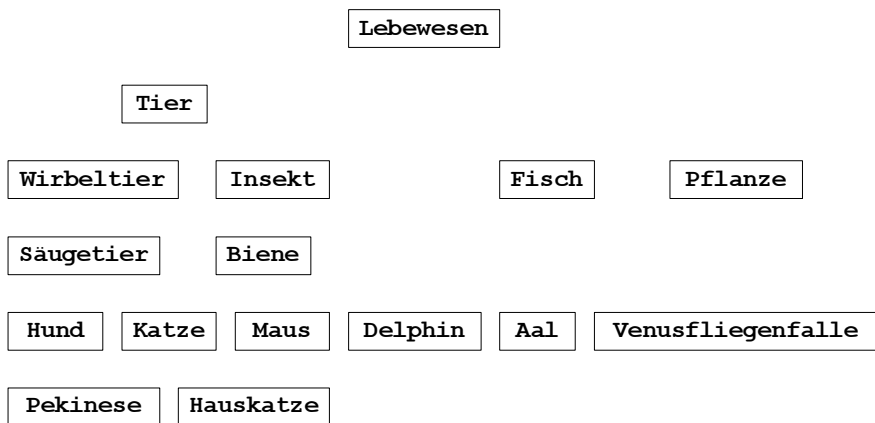 Lebewesen
Tier
Wirbeltier Insekt Fisch Pflanze
Säugetier Biene
Hund Katze Maus Delphin Aal Venusfliegenfalle
Pekinese Hauskatze